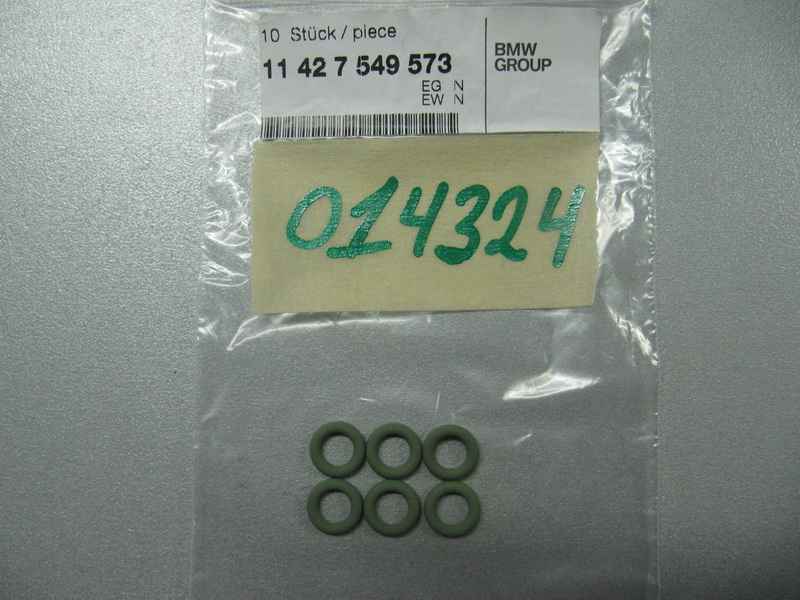 10 Stück / piece
11 42 7 549 573
EG N
EW N
BMW
GROUP
014324